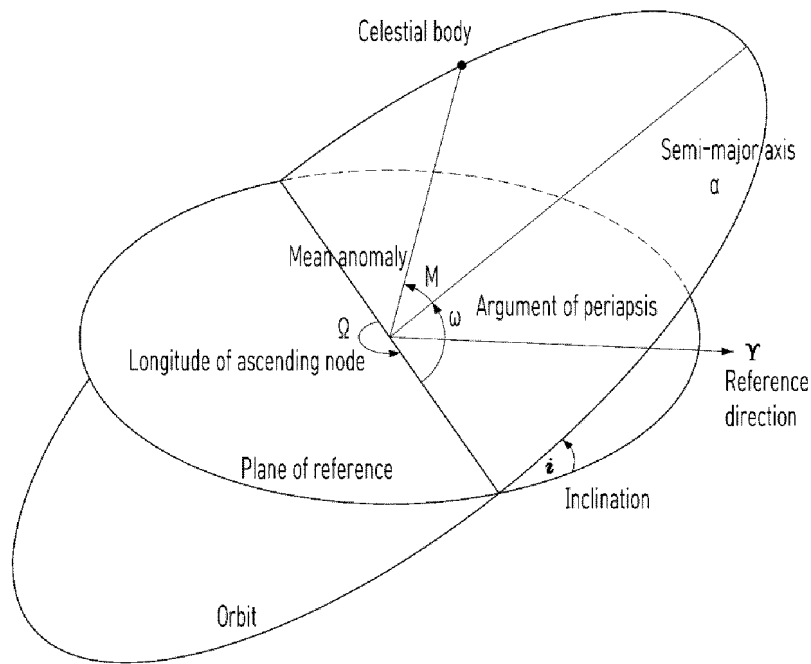 Celestial body
Semi-major axis
α
Mean anomaly
M
Argument of periapsis
ω
Ω
Longitude of ascending node
ϒ
Reference
direction
Plane of reference
i
Inclination
Orbit